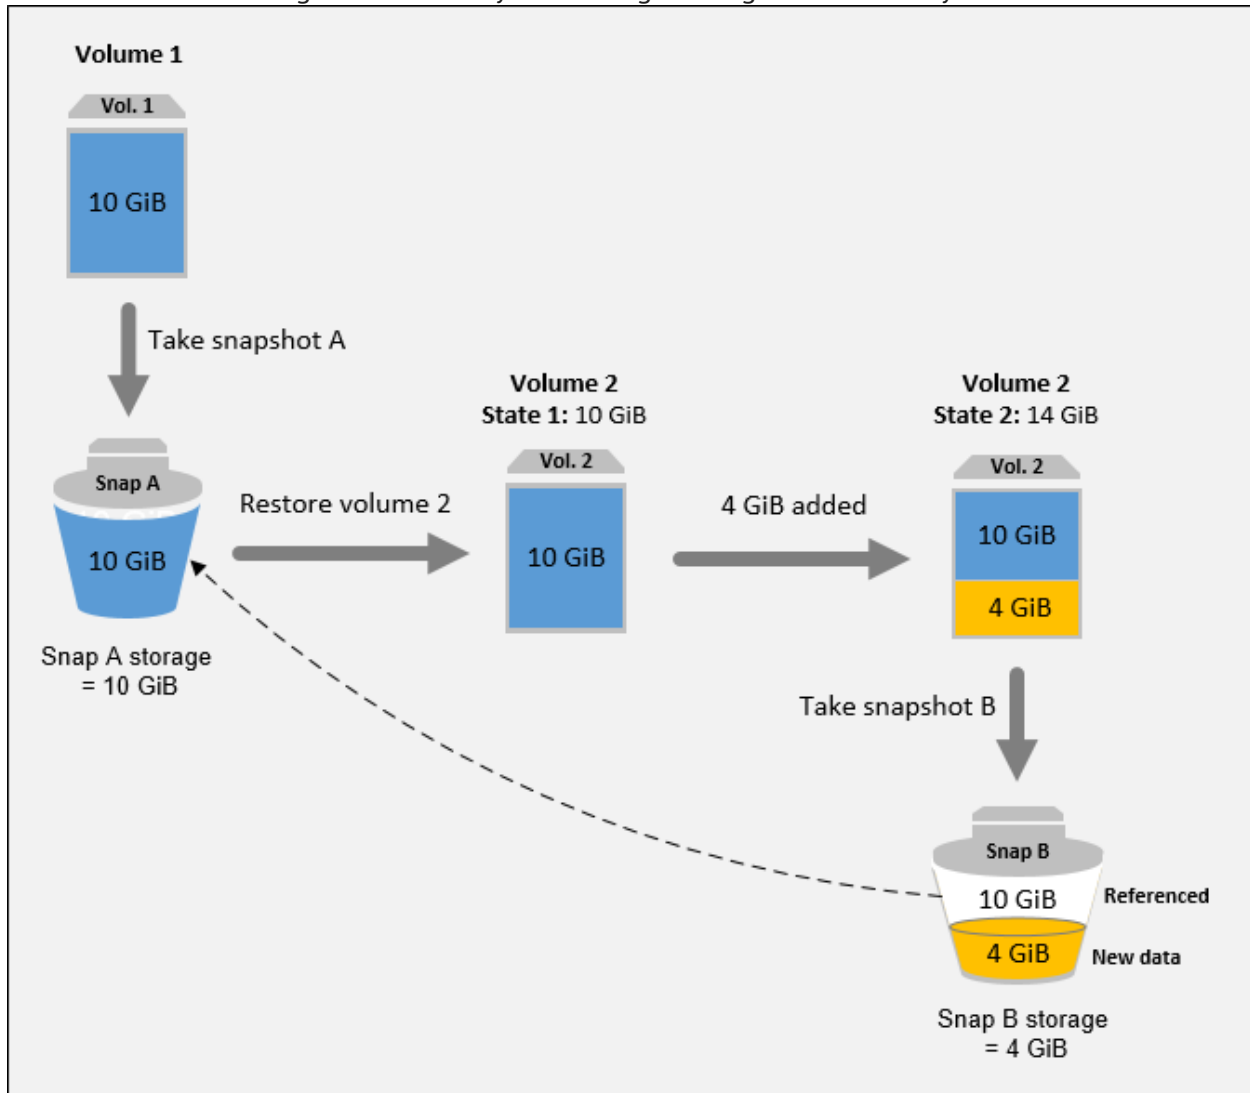 Volume 1
Vol. 1
10 GiB
Take snapshot A
Snap A
10 GiB
Snap A storage
= 10 GiB
Restore volume 2
Volume 2
State 1: 10 GiB
Vol. 2
10 GiB
4 GiB added
Volume 2
State 2: 14 GiB
Vol. 2
10 GiB
4 GiB
Take snapshot B
Snap B
10 GiB
Referenced
4 GiB
New data
Snap B storage
= 4 GiB